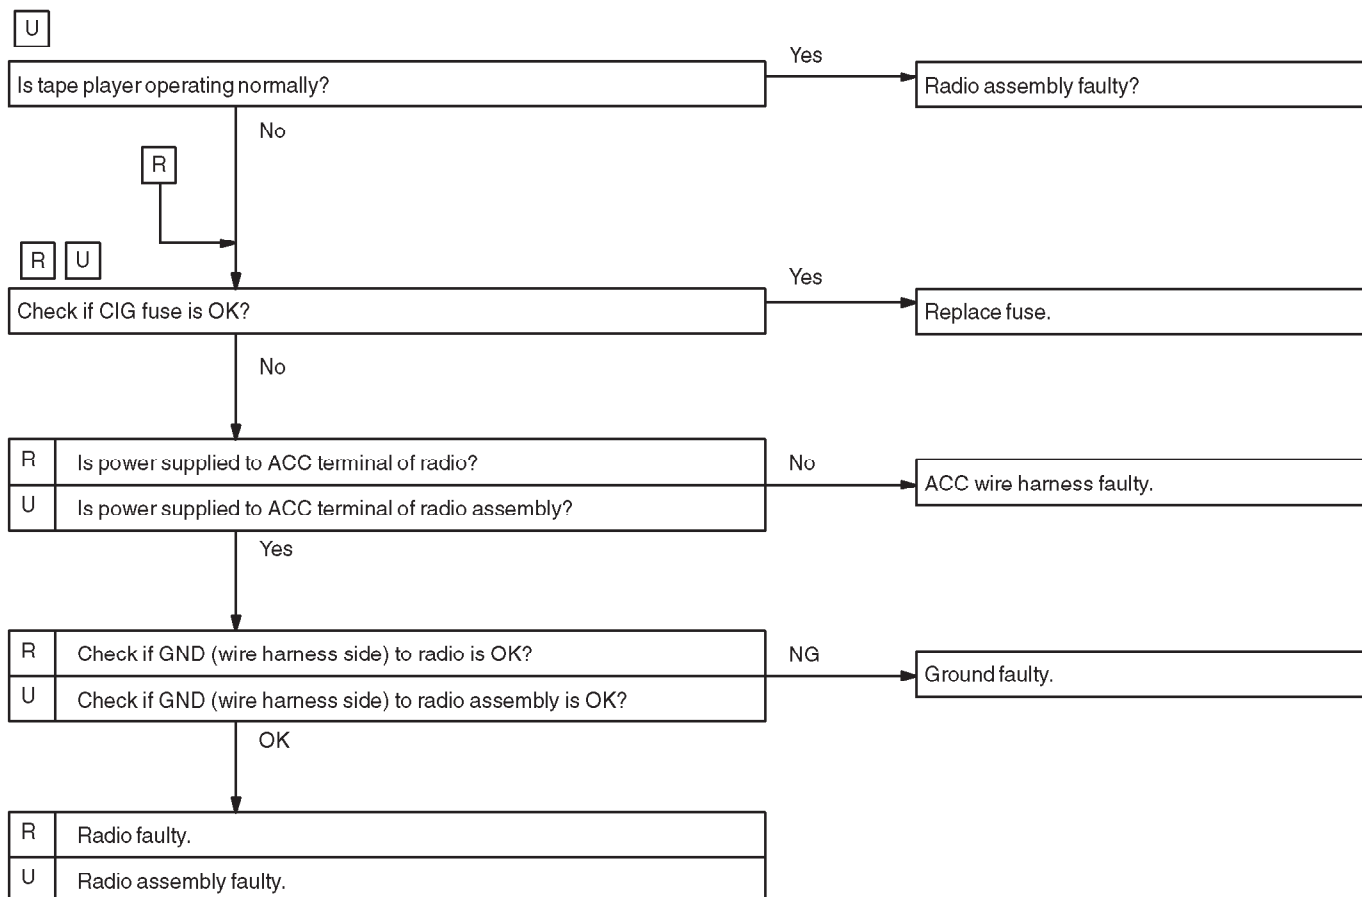 U
Is tape player operating normally?
Yes
Radio assembly faulty?
No
R
R U
Check if CIG fuse is OK?
Yes
Replace fuse.
No
R Is power supplied to ACC terminal of radio?
No
U Is power supplied to ACC terminal of radio assembly?
ACC wire harness faulty.
Yes
R Check if GND (wire harness side) to radio is OK?
NG
U Check if GND (wire harness side) to radio assembly is OK?
Ground faulty.
OK
R Radio faulty.
U Radio assembly faulty.